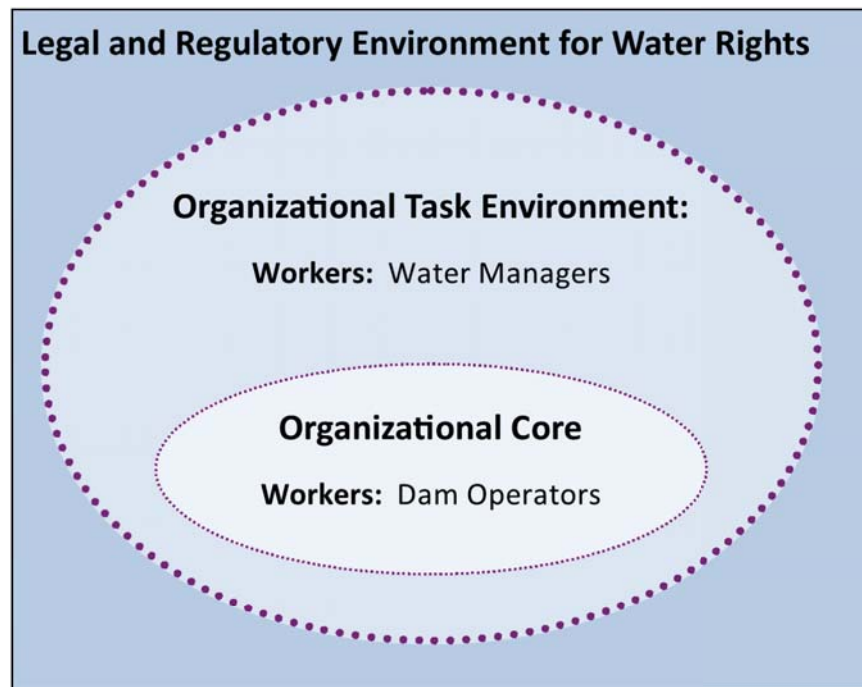 Legal and Regulatory Environment for Water Rights
Organizational Task Environment:
Workers: Water Managers
Organizational Core
Workers: Dam Operators